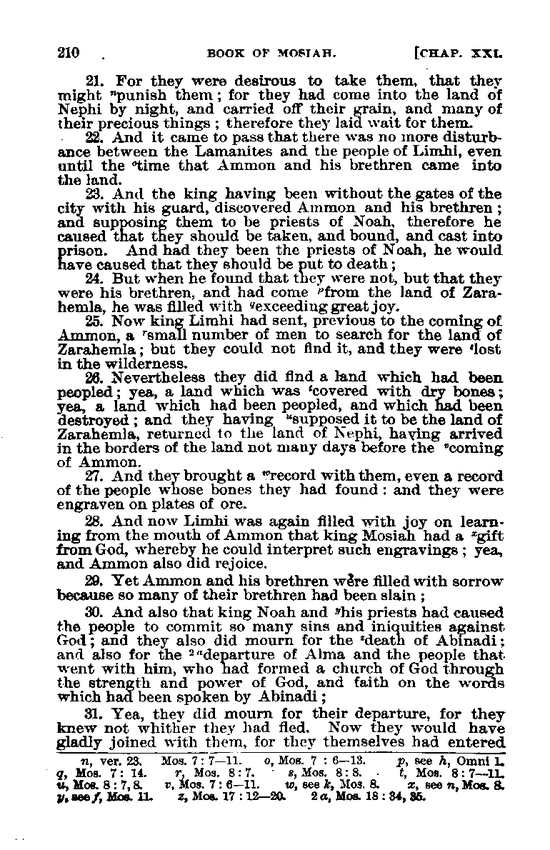 210 BOOK OF MOSIAH. [CHAP. XXI.
21. For they were desirous to take them, that they
might ⁿpunish them; for they had come into the land of
Nephi by night, and carried off their grain, and many of
their precious things; therefore they laid wait for them.
22. And it came to pass that there was no more disturb-
ance between the Lamanites and the people of Limhi, even
until the ᵒtime that Ammon and his brethren came into
the land.
23. And the king having been without the gates of the
city with his guard, discovered Ammon and his brethren;
and supposing them to be priests of Noah, therefore he
caused that they should be taken, and bound, and cast into
prison. And had they been the priests of Noah, he would
have caused that they should be put to death;
24. But when he found that they were not, but that they
were his brethren, and had come ᵖfrom the land of Zara-
hemla, he was filled with qexceeding great joy.
25. Now king Limhi had sent, previous to the coming of
Ammon, a ʳsmall number of men to search for the land of
Zarahemla; but they could not find it, and they were ˢlost
in the wilderness.
26. Nevertheless they did find a land which had been
peopled; yea, a land which was ᵗcovered with dry bones;
yea, a land which had been peopled, and which had been
destroyed; and they having ᵘsupposed it to be the land of
Zarahemla, returned to the land of Nephi, having arrived
in the borders of the land not many days before the ᵛcoming
of Ammon.
27. And they brought a ʷrecord with them, even a record
of the people whose bones they had found: and they were
engraven on plates of ore.
28. And now Limhi was again filled with joy on learn-
ing from the mouth of Ammon that king Mosiah had a ˣgift
from God, whereby he could interpret such engravings; yea,
and Ammon also did rejoice.
29. Yet Ammon and his brethren were filled with sorrow
because so many of their brethren had been slain;
30. And also that king Noah and ʸhis priests had caused
the people to commit so many sins and iniquities against
God; and they also did mourn for the ᶻdeath of Abinadi;
and also for the ²ᵃdeparture of Alma and the people that
went with him, who had formed a church of God through
the strength and power of God, and faith on the words
which had been spoken by Abinadi;
31. Yea, they did mourn for their departure, for they
knew not whither they had fled. Now they would have
gladly joined with them, for they themselves had entered
n, ver. 23. Mos. 7:7—11. o, Mos. 7:6—13. p, see h, Omni 1.
q, Mos. 7:14. r, Mos. 8:7. s, Mos. 8:8. t, Mos. 8:7—11.
u, Mos. 8:7, 8. v, Mos. 7:6—11. w, see k, Mos. 8. x, see n, Mos. 8.
y, see f, Mos. 11. z, Mos. 17:12—20. 2 a, Mos. 18:34, 35.